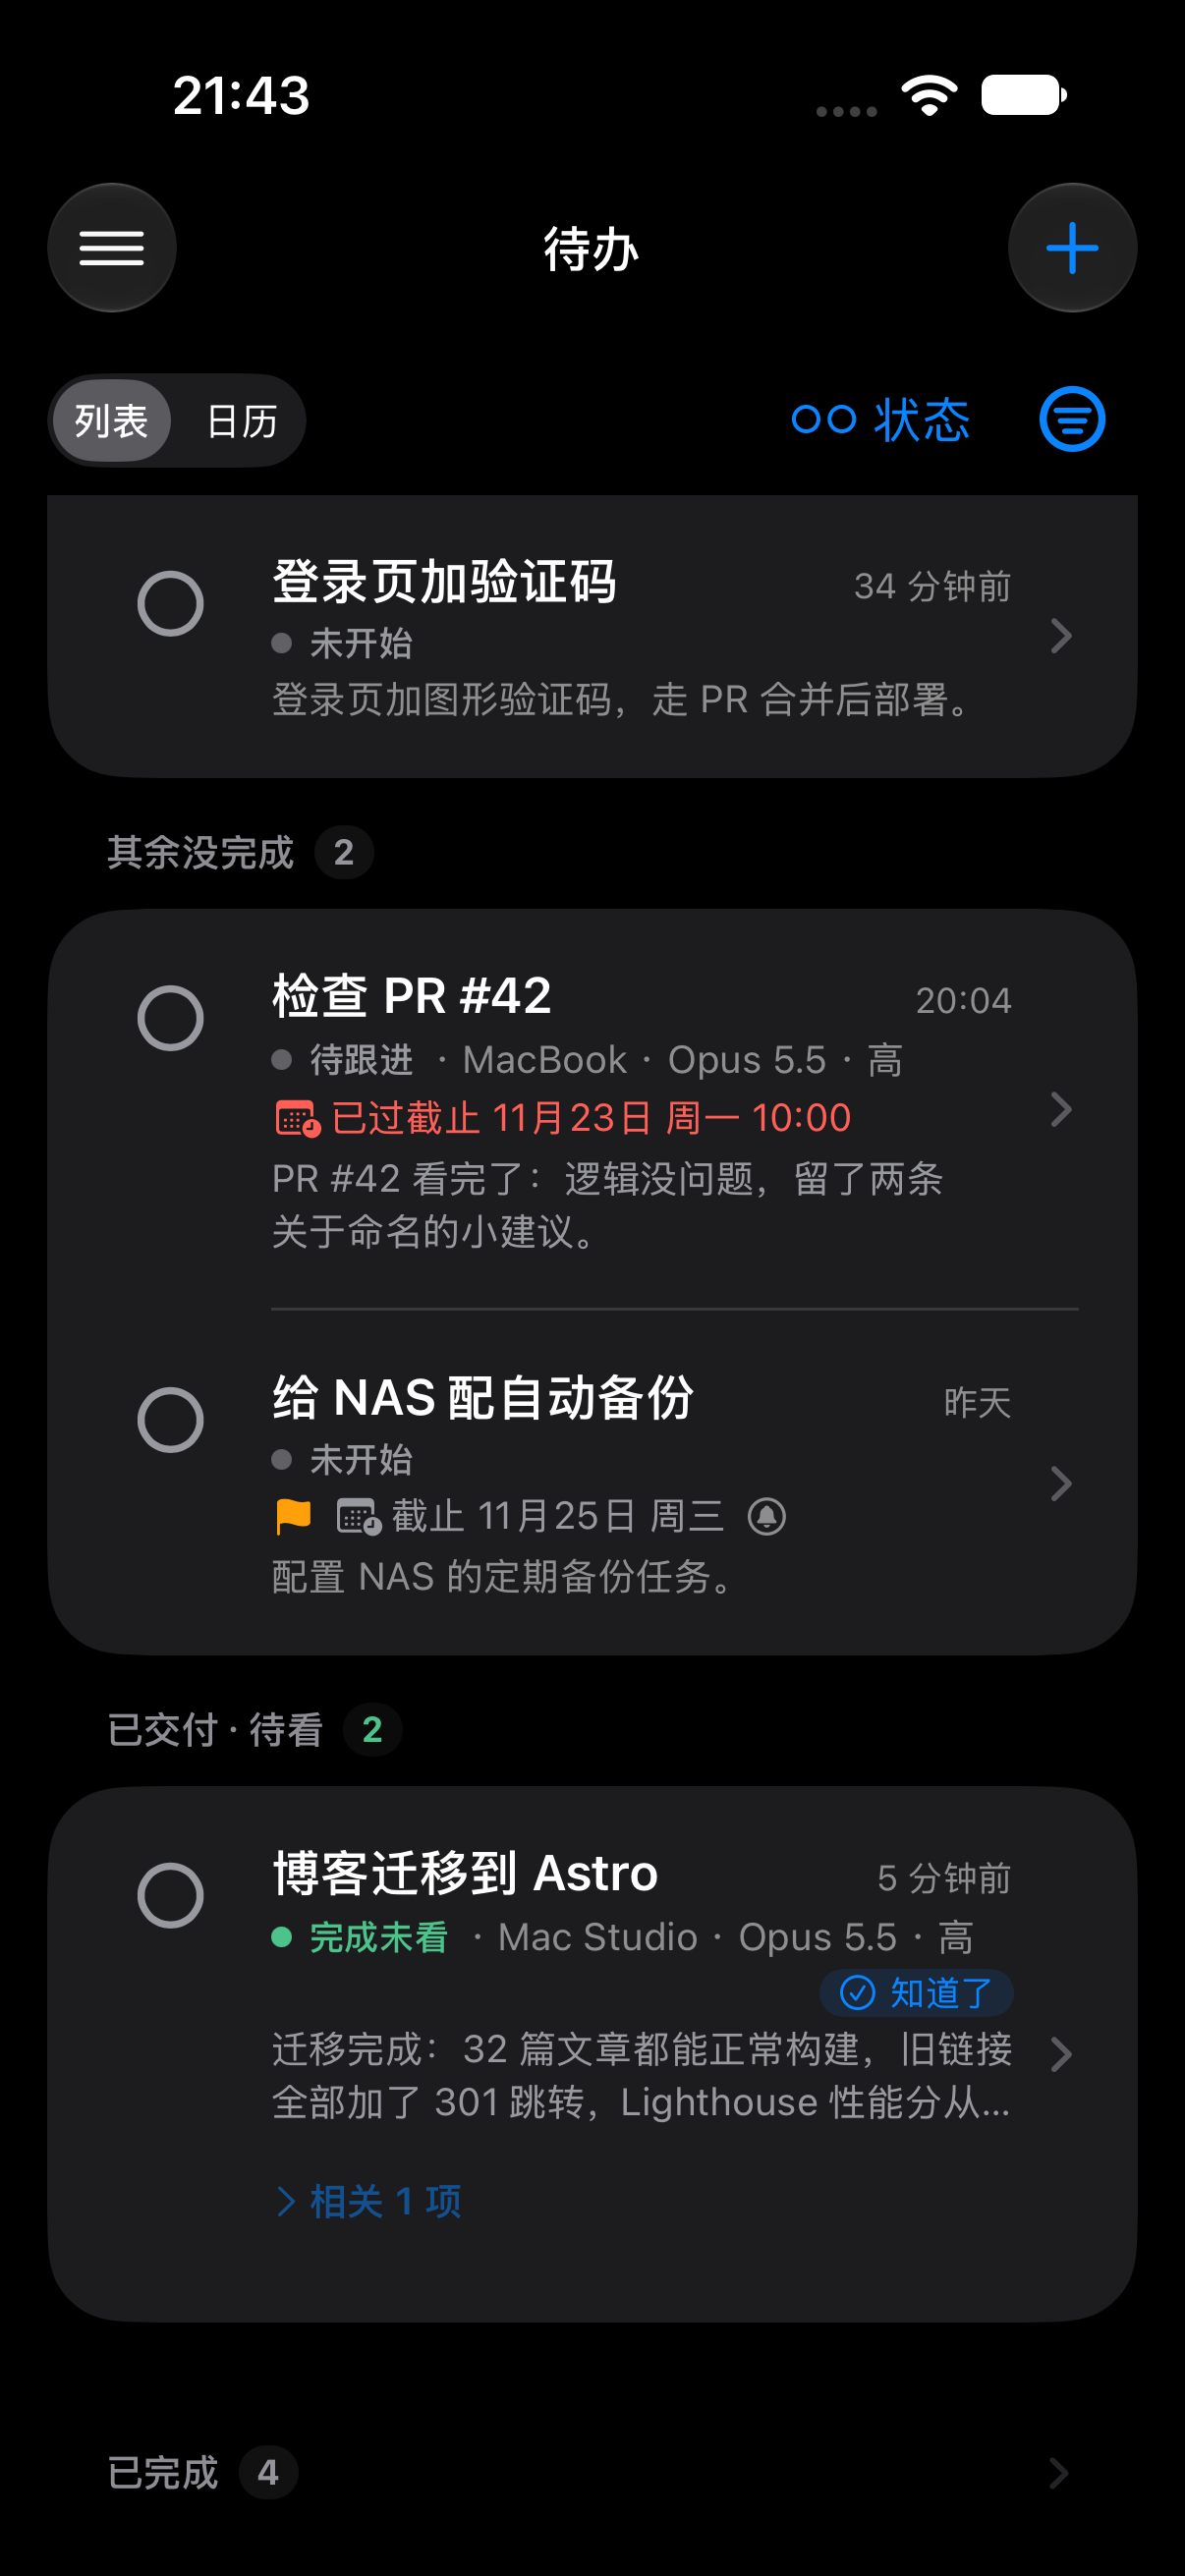 21:43
待办
列表 日历 状态
登录页加验证码 34 分钟前
未开始
登录页加图形验证码，走 PR 合并后部署。
其余没完成 2
检查 PR #42 20:04
待跟进 · MacBook · Opus 5.5 · 高
已过截止 11月23日 周一 10:00
PR #42 看完了：逻辑没问题，留了两条
关于命名的小建议。
给 NAS 配自动备份 昨天
未开始
截止 11月25日 周三
配置 NAS 的定期备份任务。
已交付 · 待看 2
博客迁移到 Astro 5 分钟前
完成未看 · Mac Studio · Opus 5.5 · 高
知道了
迁移完成：32 篇文章都能正常构建，旧链接
全部加了 301 跳转，Lighthouse 性能分从...
相关 1 项
已完成 4